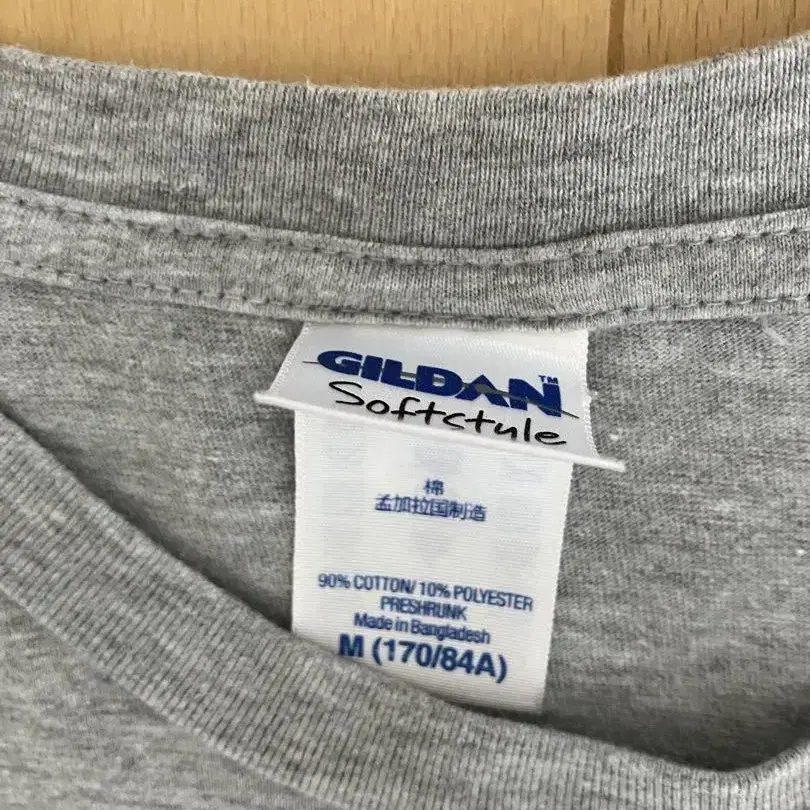 GILDAN™
Softstyle
棉
孟加拉国制造
90% COTTON/10% POLYESTER
PRESHRUNK
Made in Bangladesh
M (170/84A)